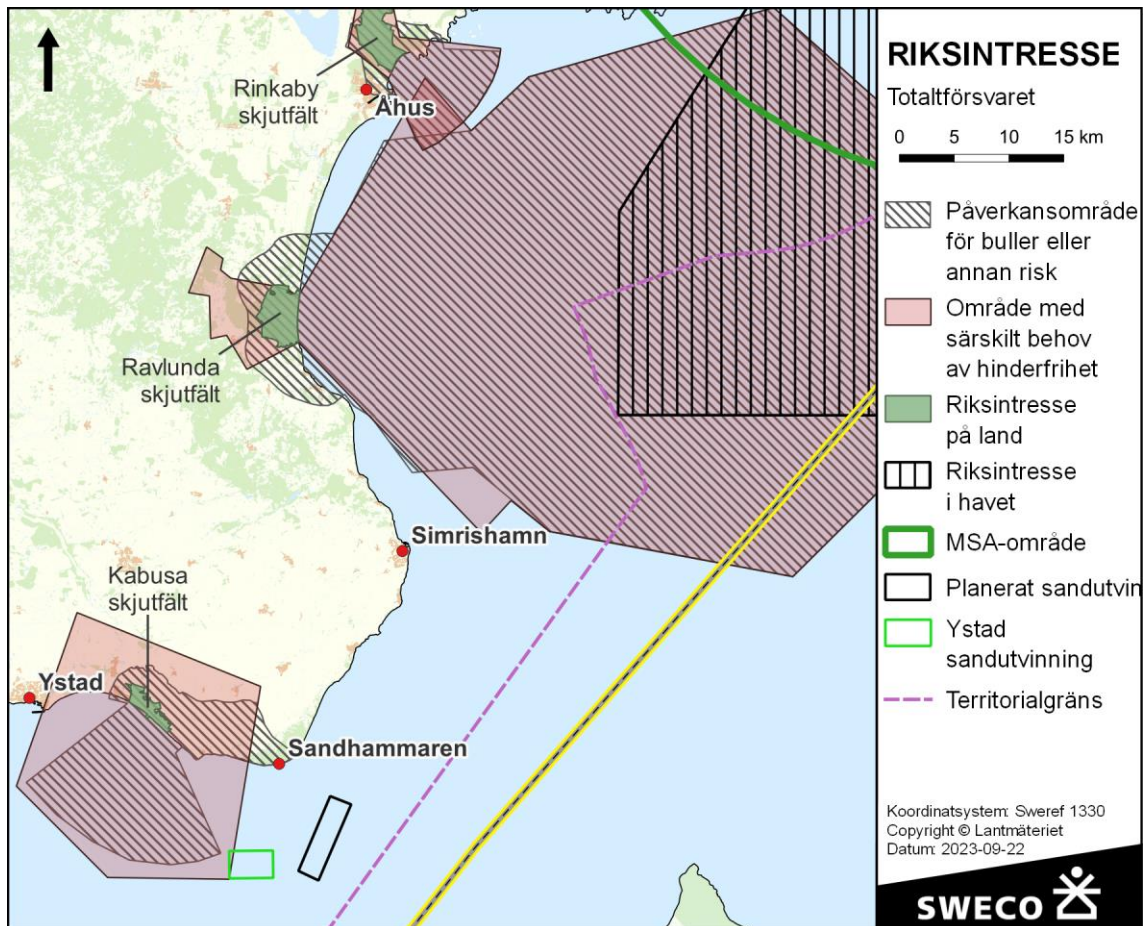 Rinkaby
skjutfält
Åhus
Ravlunda
skjutfält
Simrishamn
Kabusa
skjutfält
Ystad
Sandhammaren
RIKSINTRESSE
Totaltförsvaret
0 5 10 15 km
Påverkansområde
för buller eller
annan risk
Område med
särskilt behov
av hinderfrihet
Riksintresse
på land
Riksintresse
i havet
MSA-område
Planerat sandutvin
Ystad
sandutvinning
Territorialgräns
Koordinatsystem: Sweref 1330
Copyright © Lantmäteriet
Datum: 2023-09-22
SWECO